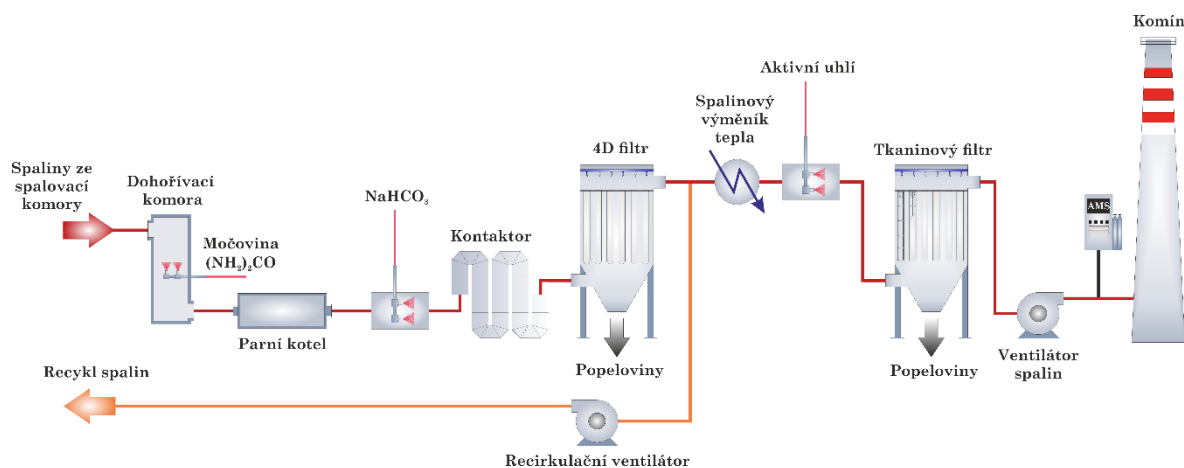 Komín
Aktivní uhlí
Spalinový
výměník
tepla
4D filtr
Tkaninový filtr
Spaliny ze
spalovací
komory
Dohořívací
komora
NaHCO₃
AMS
Močovina
(NH₂)₂CO
Kontaktor
Parní kotel
Popeloviny
Popeloviny
Ventilátor
spalin
Recykl spalin
Recirkulační ventilátor